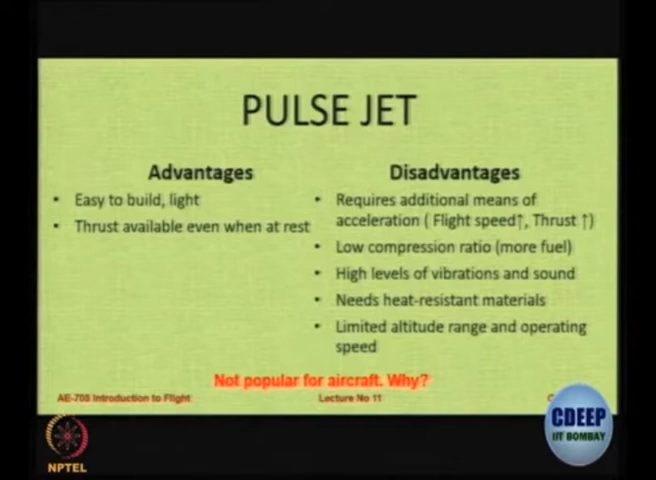 PULSE JET
Advantages
Easy to build, light
Thrust available even when at rest
Disadvantages
Requires additional means of
acceleration ( Flight speed↑, Thrust ↑)
Low compression ratio (more fuel)
High levels of vibrations and sound
Needs heat-resistant materials
Limited altitude range and operating
speed
Not popular for aircraft. Why?
AE-705 Introduction to Flight
Lecture No 11
CDEEP
IIT BOMBAY
NPTEL